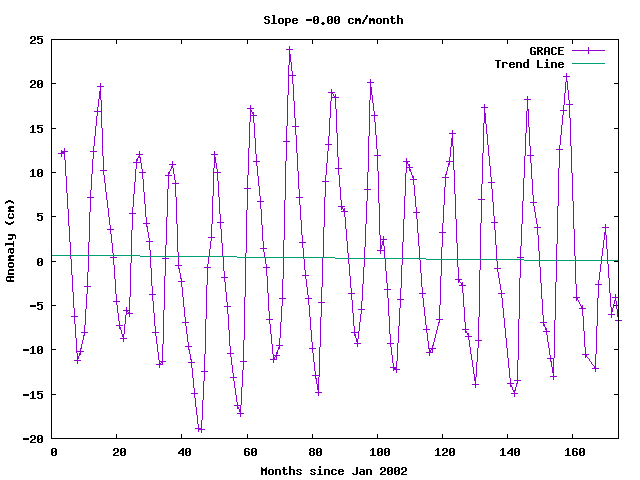 Slope -0.00 cm/month
GRACE
Trend Line
Anomaly (cm)
25
20
15
10
5
0
-5
-10
-15
-20
0 20 40 60 80 100 120 140 160
Months since Jan 2002